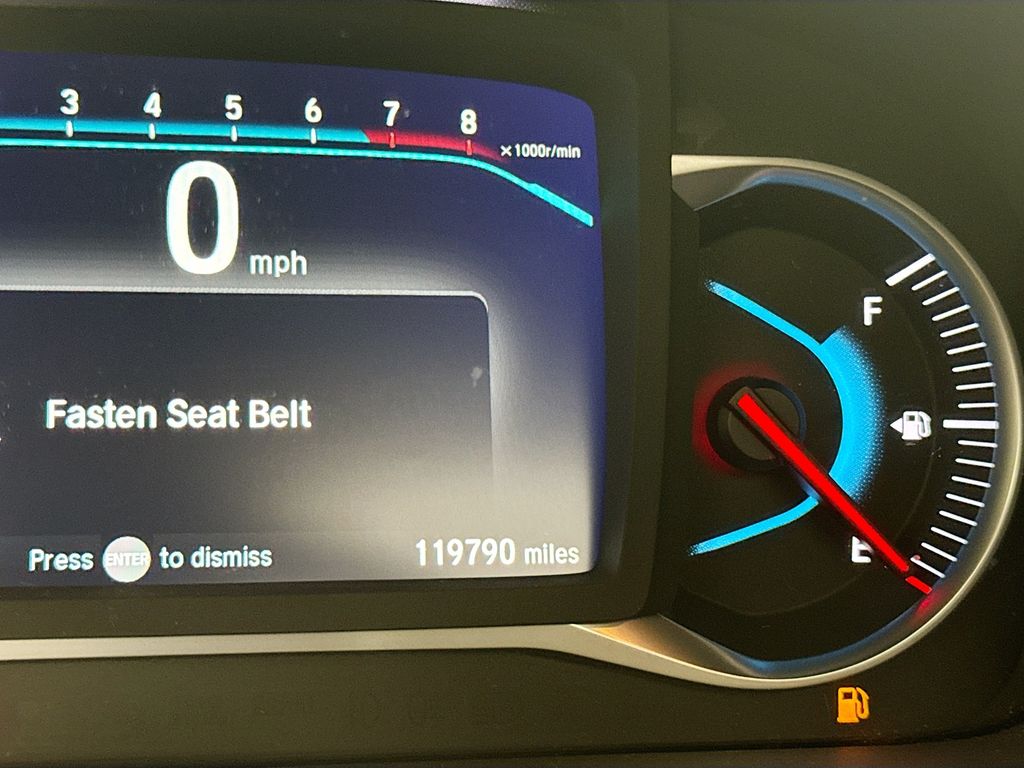 3 4 5 6 7 8
×1000r/min
0 mph
F
Fasten Seat Belt
E
Press ENTER to dismiss
119790 miles